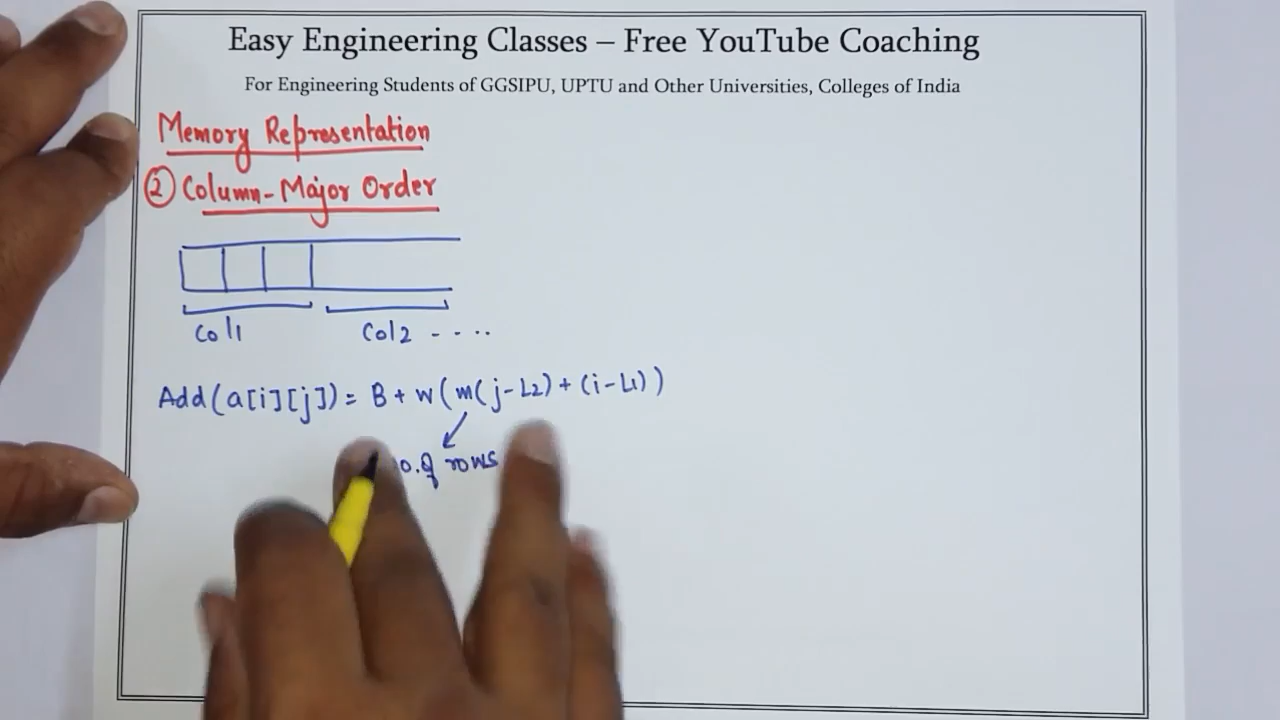 Easy Engineering Classes – Free YouTube Coaching
For Engineering Students of GGSIPU, UPTU and Other Universities, Colleges of India
Memory Representation
② Column-Major Order
Col1 Col2 - - ..
Add(a[i][j]) = B + w(m(j-L2) + (i-L1))
rows